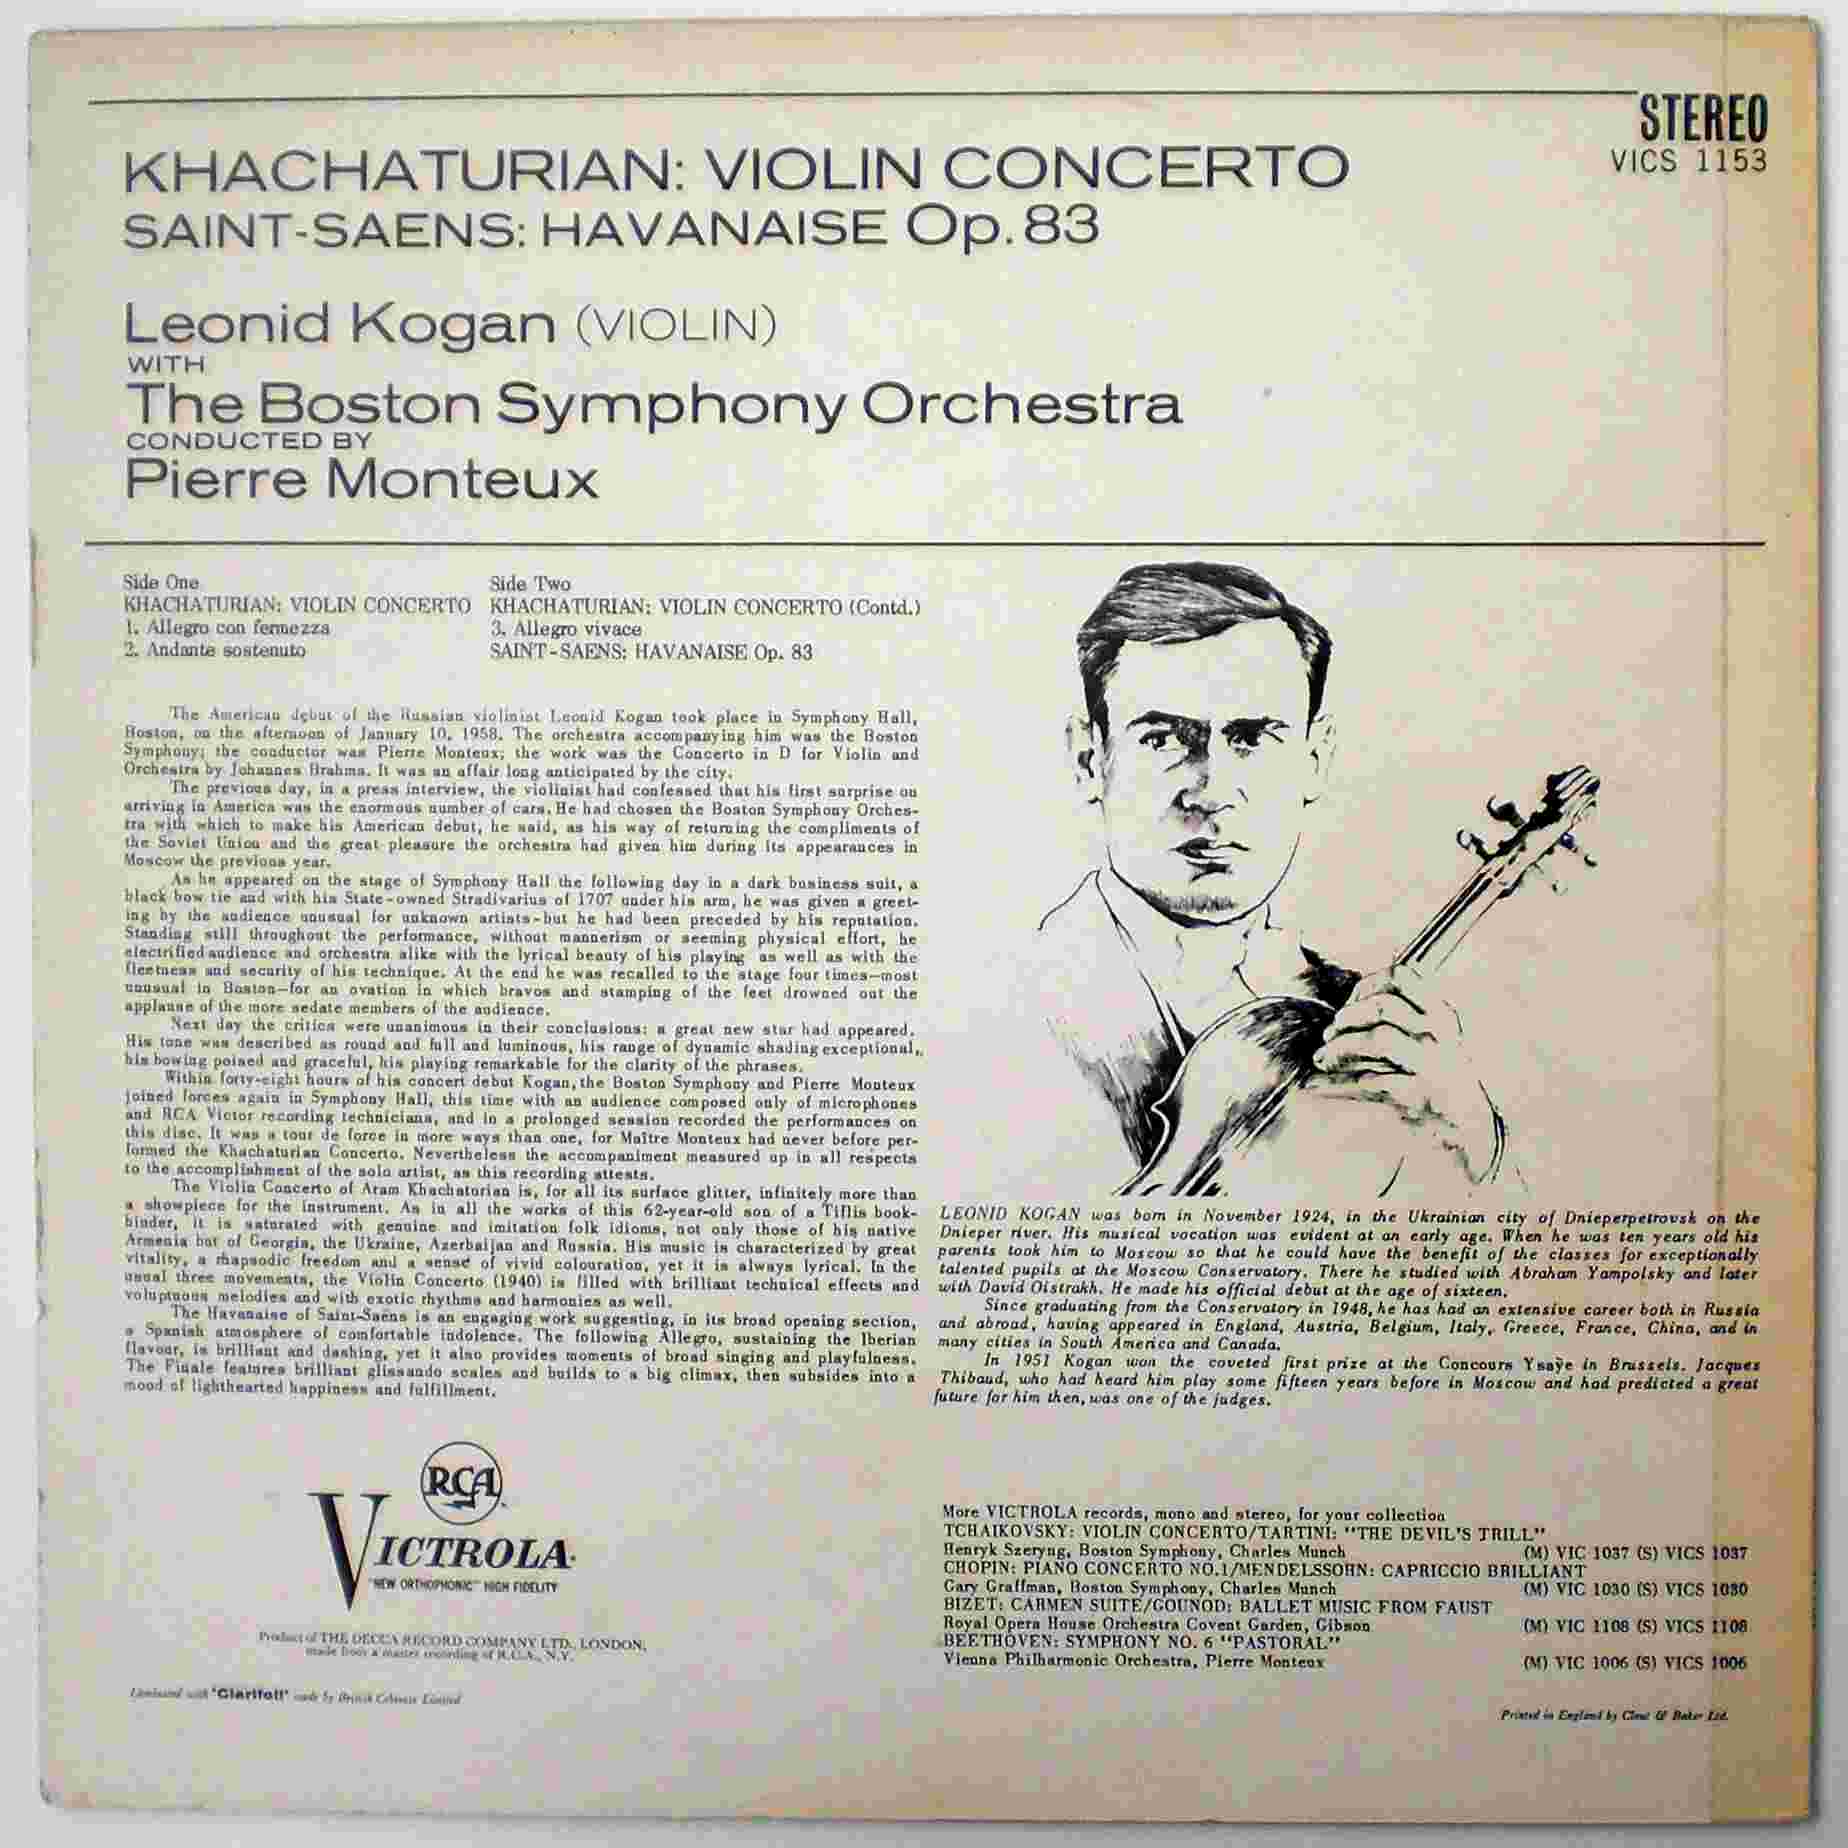 STEREO
VICS 1153
KHACHATURIAN: VIOLIN CONCERTO
SAINT-SAENS: HAVANAISE Op. 83
Leonid Kogan (VIOLIN)
WITH
The Boston Symphony Orchestra
CONDUCTED BY
Pierre Monteux
Side One
KHACHATURIAN: VIOLIN CONCERTO
1. Allegro con fermezza
2. Andante sostenuto
Side Two
KHACHATURIAN: VIOLIN CONCERTO (Contd.)
3. Allegro vivace
SAINT-SAENS: HAVANAISE Op. 83
The American debut of the Russian violinist Leonid Kogan took place in Symphony Hall,
Boston, on the afternoon of January 10, 1958. The orchestra accompanying him was the Boston
Symphony; the conductor was Pierre Monteux; the work was the Concerto in D for Violin and
Orchestra by Johannes Brahms. It was an affair long anticipated by the city.
The previous day, in a press interview, the violinist had confessed that his first surprise on
arriving in America was the enormous number of cars. He had chosen the Boston Symphony Orches-
tra with which to make his American debut, he said, as his way of returning the compliments of
the Soviet Union and the great pleasure the orchestra had given him during its appearances in
Moscow the previous year.
As he appeared on the stage of Symphony Hall the following day in a dark business suit, a
black bow tie and with his State-owned Stradivarius of 1707 under his arm, he was given a greet-
ing by the audience unusual for unknown artists-but he had been preceded by his reputation.
Standing still throughout the performance, without mannerism or seeming physical effort, he
electrified audience and orchestra alike with the lyrical beauty of his playing as well as with the
fleetness and security of his technique. At the end he was recalled to the stage four times—most
unusual in Boston—for an ovation in which bravos and stamping of the feet drowned out the
applause of the more sedate members of the audience.
Next day the critics were unanimous in their conclusions: a great new star had appeared.
His tone was described as round and full and luminous, his range of dynamic shading exceptional,
his bowing poised and graceful, his playing remarkable for the clarity of the phrases.
Within forty-eight hours of his concert debut Kogan, the Boston Symphony and Pierre Monteux
joined forces again in Symphony Hall, this time with an audience composed only of microphones
and RCA Victor recording technicians, and in a prolonged session recorded the performances on
this disc. It was a tour de force in more ways than one, for Maître Monteux had never before per-
formed the Khachaturian Concerto. Nevertheless the accompaniment measured up in all respects
to the accomplishment of the solo artist, as this recording attests.
The Violin Concerto of Aram Khachatorian is, for all its surface glitter, infinitely more than
a showpiece for the instrument. As in all the works of this 62-year-old son of a Tiflis book-
binder, it is saturated with genuine and imitation folk idioms, not only those of his native
Armenia but of Georgia, the Ukraine, Azerbaijan and Russia. His music is characterized by great
vitality, a rhapsodic freedom and a sense of vivid colouration, yet it is always lyrical. In the
usual three movements, the Violin Concerto (1940) is filled with brilliant technical effects and
voluptuous melodies and with exotic rhythms and harmonies as well.
The Havanaise of Saint-Saëns is an engaging work suggesting, in its broad opening section,
a Spanish atmosphere of comfortable indolence. The following Allegro, sustaining the Iberian
flavour, is brilliant and dashing, yet it also provides moments of broad singing and playfulness.
The Finale features brilliant glissando scales and builds to a big climax, then subsides into a
mood of lighthearted happiness and fulfillment.
LEONID KOGAN was born in November 1924, in the Ukrainian city of Dnieperpetrovsk on the
Dnieper river. His musical vocation was evident at an early age. When he was ten years old his
parents took him to Moscow so that he could have the benefit of the classes for exceptionally
talented pupils at the Moscow Conservatory. There he studied with Abraham Yampolsky and later
with David Oistrakh. He made his official debut at the age of sixteen.
Since graduating from the Conservatory in 1948, he has had an extensive career both in Russia
and abroad, having appeared in England, Austria, Belgium, Italy, Greece, France, China, and in
many cities in South America and Canada.
In 1951 Kogan won the coveted first prize at the Concours Ysaÿe in Brussels. Jacques
Thibaud, who had heard him play some fifteen years before in Moscow and had predicted a great
future for him then, was one of the judges.
RCA
VICTROLA
"NEW ORTHOPHONIC" HIGH FIDELITY
Product of THE DECCA RECORD COMPANY LTD., LONDON,
made from a master recording of R.C.A., N.Y.
Laminated with 'Clarifoil' made by British Celanese Limited
More VICTROLA records, mono and stereo, for your collection
TCHAIKOVSKY: VIOLIN CONCERTO/TARTINI: "THE DEVIL'S TRILL"
Henryk Szeryng, Boston Symphony, Charles Munch (M) VIC 1037 (S) VICS 1037
CHOPIN: PIANO CONCERTO NO.1/MENDELSSOHN: CAPRICCIO BRILLIANT
Gary Graffman, Boston Symphony, Charles Munch (M) VIC 1030 (S) VICS 1030
BIZET: CARMEN SUITE/GOUNOD: BALLET MUSIC FROM FAUST
Royal Opera House Orchestra Covent Garden, Gibson (M) VIC 1108 (S) VICS 1108
BEETHOVEN: SYMPHONY NO. 6 "PASTORAL"
Vienna Philharmonic Orchestra, Pierre Monteux (M) VIC 1006 (S) VICS 1006
Printed in England by Clout & Baker Ltd.